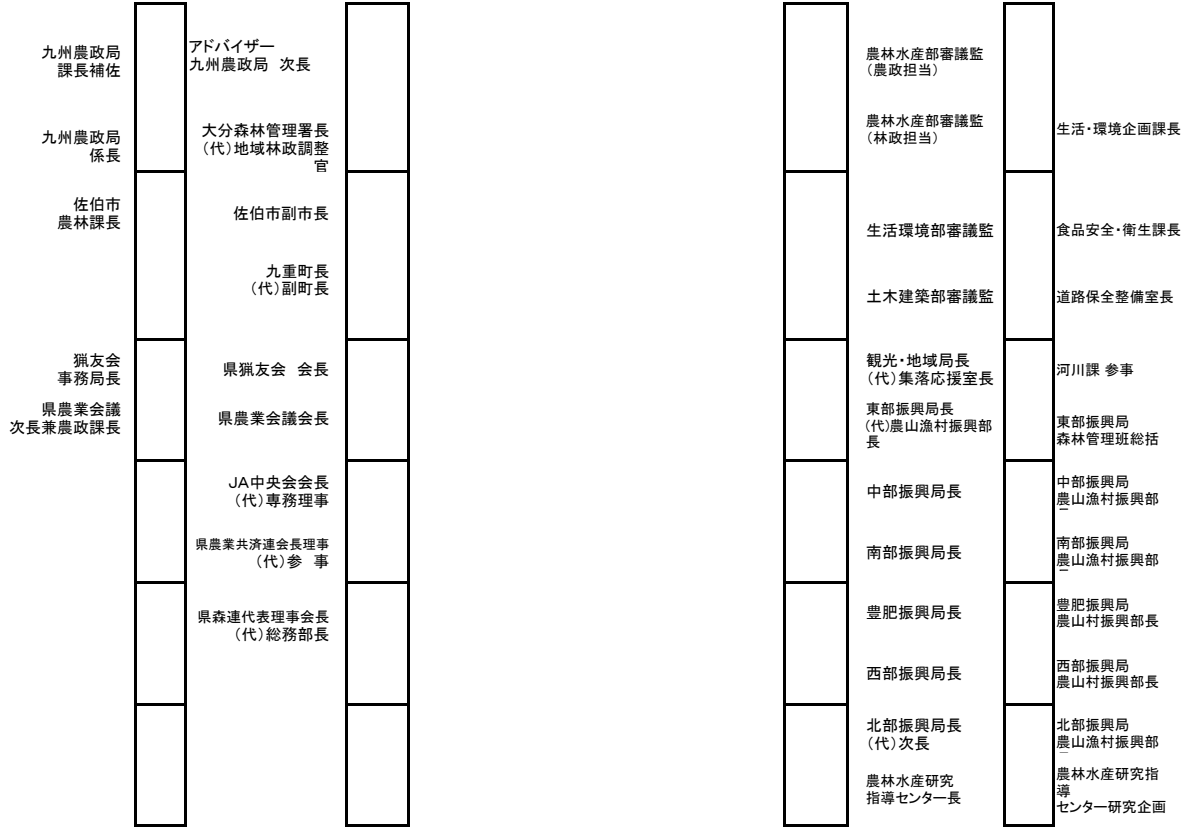 九州農政局
課長補佐
九州農政局
係長
佐伯市
農林課長
猟友会
事務局長
県農業会議
次長兼農政課長
アドバイザー
九州農政局　次長
大分森林管理署長
（代）地域林政調整
官
佐伯市副市長
九重町長
（代）副町長
県猟友会　会長
県農業会議会長
JA中央会会長
（代）専務理事
県農業共済連会長理事
（代）参　事
県森連代表理事会長
（代）総務部長
農林水産部審議監
（農政担当）
農林水産部審議監
（林政担当）
生活環境部審議監
土木建築部審議監
観光・地域局長
（代）集落応援室長
東部振興局長
（代）農山漁村振興部
長
中部振興局長
南部振興局長
豊肥振興局長
西部振興局長
北部振興局長
（代）次長
農林水産研究
指導センター長
生活・環境企画課長
食品安全・衛生課長
道路保全整備室長
河川課 参事
東部振興局
森林管理班総括
中部振興局
農山漁村振興部
南部振興局
農山漁村振興部
豊肥振興局
農山村振興部長
西部振興局
農山村振興部長
北部振興局
農山漁村振興部
農林水産研究指
導
センター研究企画